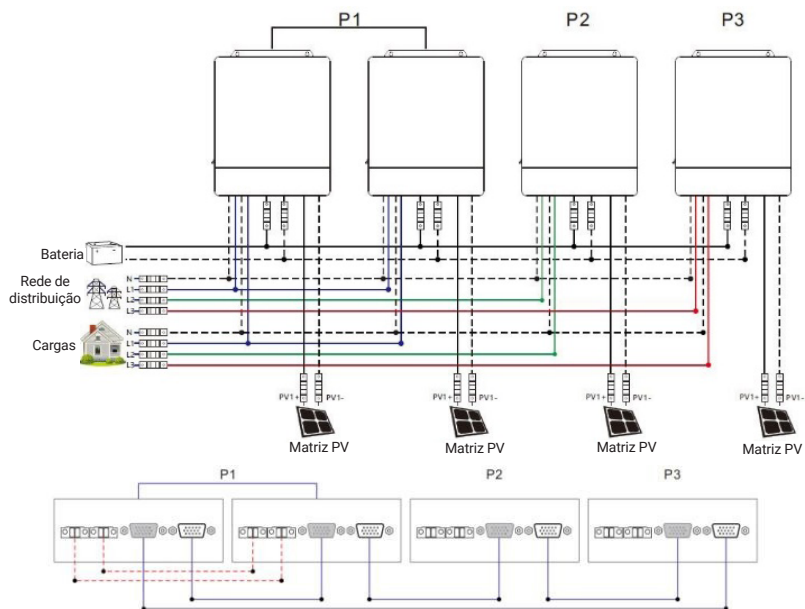 P1
P2
P3
Bateria
Rede de
distribuição
N
L1
L2
L3
Cargas
N
L1
L2
L3
PV1+
PV1-
PV1+
PV1-
PV1+
PV1-
PV1+
PV1-
Matriz PV
Matriz PV
Matriz PV
Matriz PV
P1
P2
P3